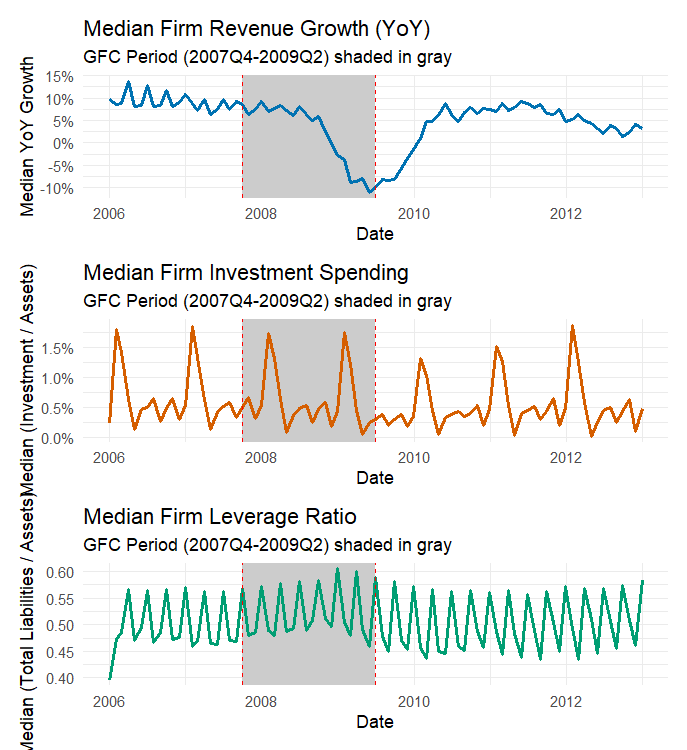 Median Firm Revenue Growth (YoY)
GFC Period (2007Q4-2009Q2) shaded in gray
Median YoY Growth
15%
10%
5%
0%
-5%
-10%
2006 2008 2010 2012
Date
Median Firm Investment Spending
GFC Period (2007Q4-2009Q2) shaded in gray
Median (Investment / Assets)
1.5%
1.0%
0.5%
0.0%
2006 2008 2010 2012
Date
Median Firm Leverage Ratio
GFC Period (2007Q4-2009Q2) shaded in gray
Median (Total Liabilities / Assets)
0.60
0.55
0.50
0.45
0.40
2006 2008 2010 2012
Date